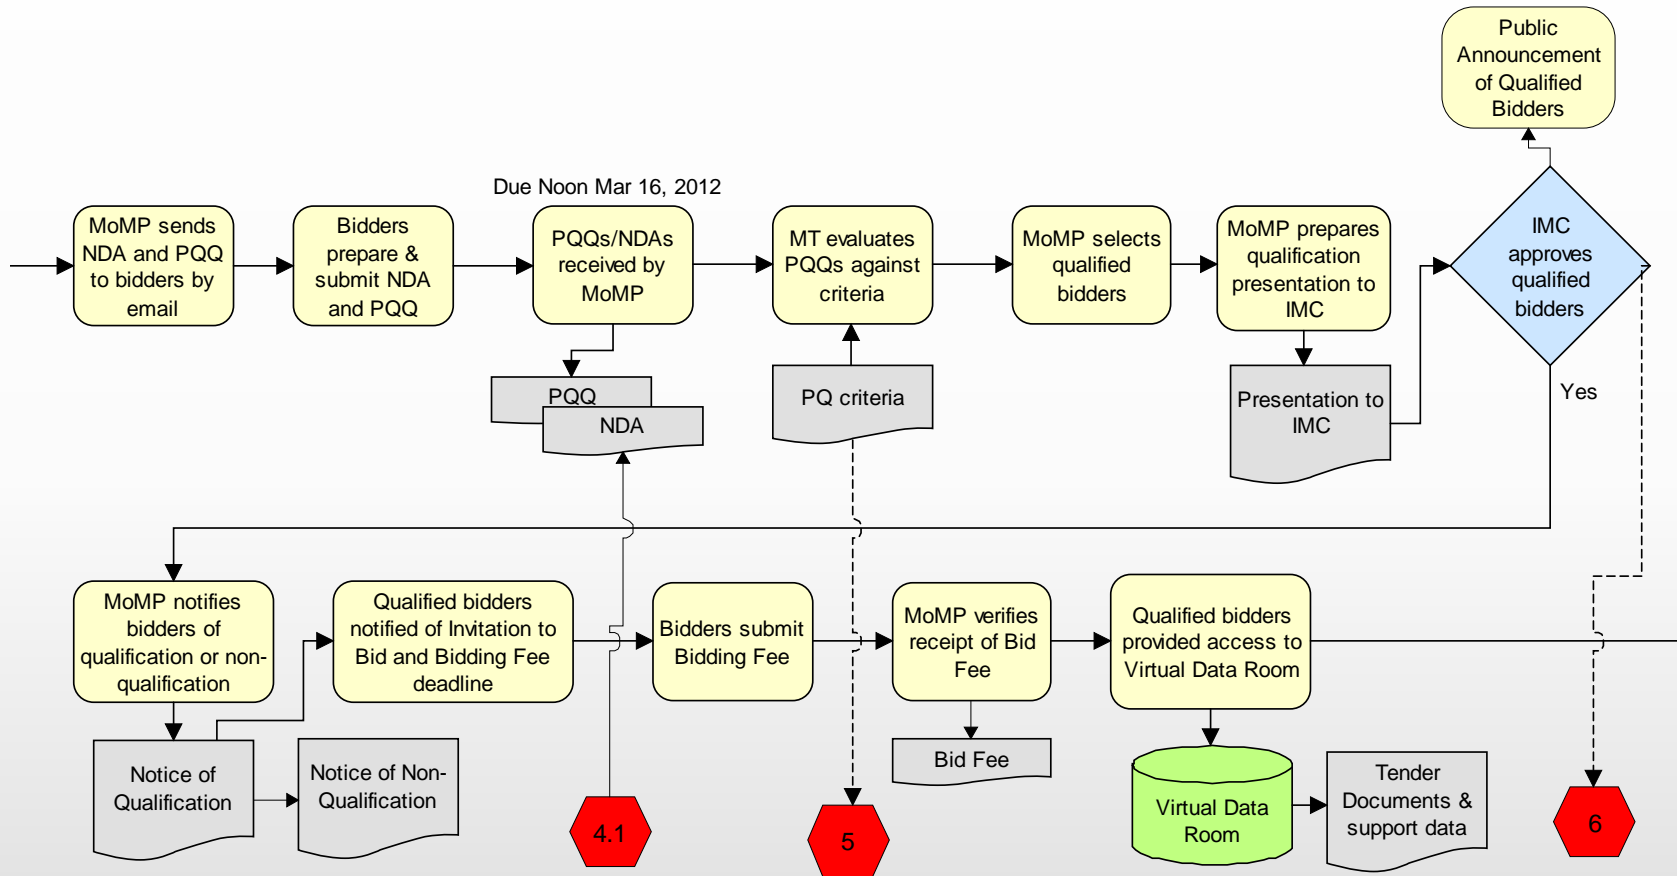 Public
Announcement
of Qualified
Bidders
Due Noon Mar 16, 2012
MoMP sends
NDA and PQQ
to bidders by
email
Bidders
prepare &
submit NDA
and PQQ
PQQs/NDAs
received by
MoMP
MT evaluates
PQQs against
criteria
MoMP selects
qualified
bidders
MoMP prepares
qualification
presentation to
IMC
IMC
approves
qualified
bidders
PQQ
NDA
PQ criteria
Presentation to
IMC
Yes
MoMP notifies
bidders of
qualification or non-
qualification
Qualified bidders
notified of Invitation to
Bid and Bidding Fee
deadline
Bidders submit
Bidding Fee
MoMP verifies
receipt of Bid
Fee
Qualified bidders
provided access to
Virtual Data Room
Notice of
Qualification
Notice of Non-
Qualification
4.1
5
Bid Fee
Virtual Data
Room
Tender
Documents &
support data
6